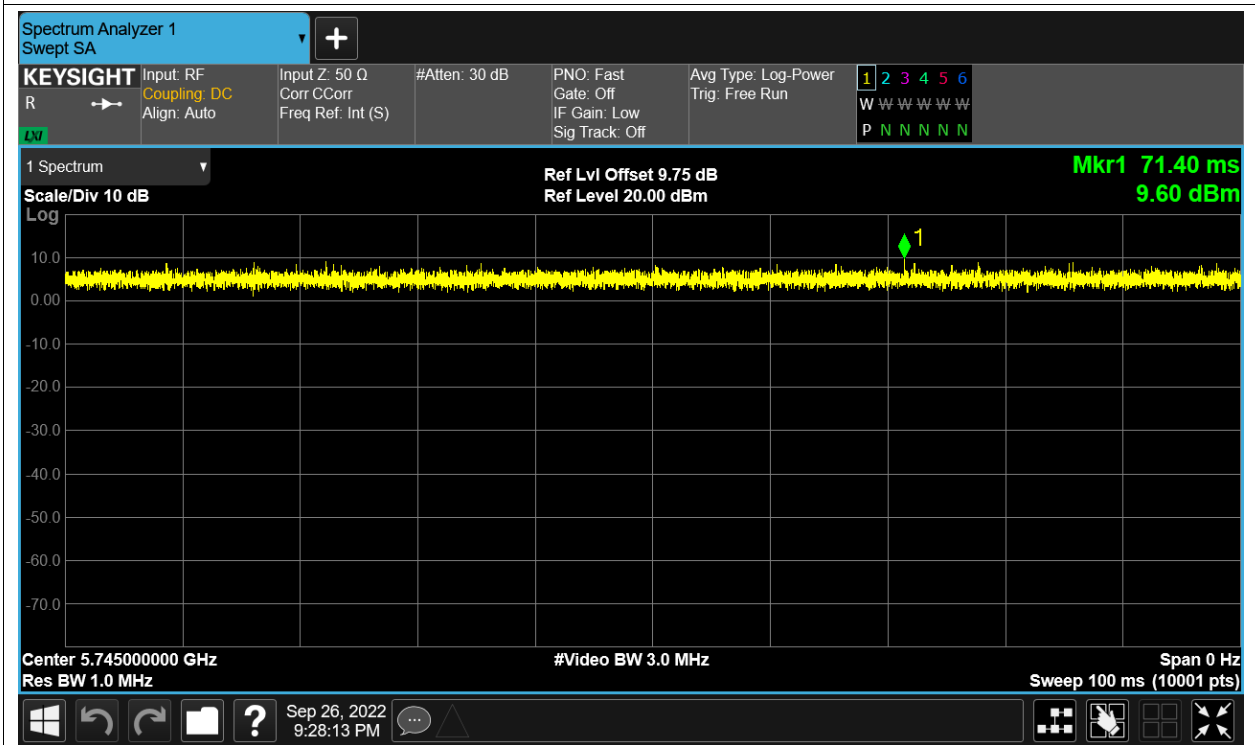 Spectrum Analyzer 1
Swept SA
KEYSIGHT
R
LXI
Input: RF
Coupling: DC
Align: Auto
Input Z: 50 Ω
Corr CCorr
Freq Ref: Int (S)
#Atten: 30 dB
PNO: Fast
Gate: Off
IF Gain: Low
Sig Track: Off
Avg Type: Log-Power
Trig: Free Run
1 2 3 4 5 6
W W W W W W
P N N N N N
1 Spectrum
Scale/Div 10 dB
Ref Lvl Offset 9.75 dB
Ref Level 20.00 dBm
Mkr1 71.40 ms
9.60 dBm
Log
1
10.0
0.00
-10.0
-20.0
-30.0
-40.0
-50.0
-60.0
-70.0
Center 5.745000000 GHz
Res BW 1.0 MHz
#Video BW 3.0 MHz
Span 0 Hz
Sweep 100 ms (10001 pts)
?
Sep 26, 2022
9:28:13 PM